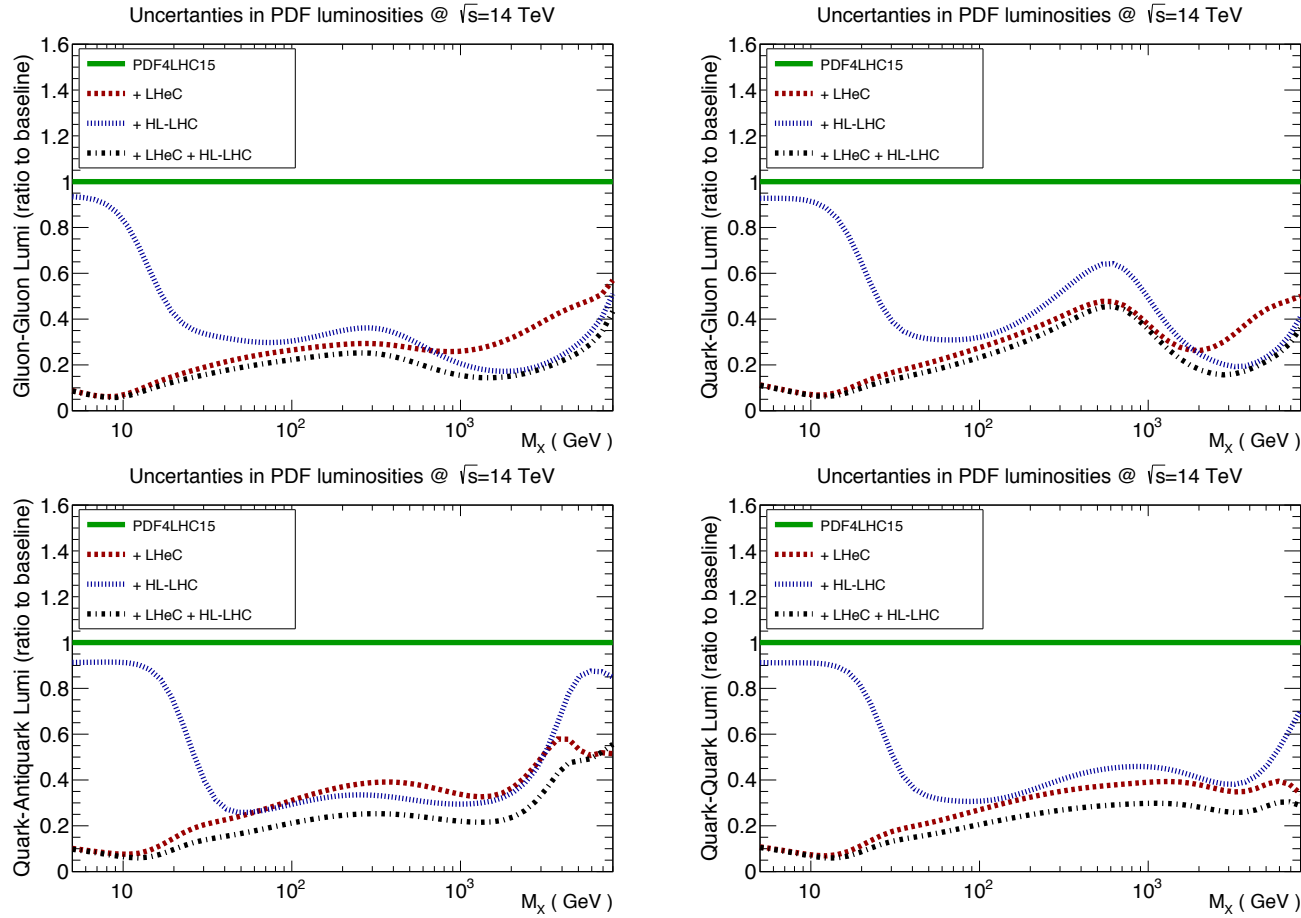 Uncertanties in PDF luminosities @ √s=14 TeV
Gluon-Gluon Lumi (ratio to baseline)
1.6
1.4
1.2
1
0.8
0.6
0.4
0.2
0
PDF4LHC15
+ LHeC
+ HL-LHC
+ LHeC + HL-LHC
10
10²
10³
M_X ( GeV )
Uncertanties in PDF luminosities @ √s=14 TeV
Quark-Gluon Lumi (ratio to baseline)
1.6
1.4
1.2
1
0.8
0.6
0.4
0.2
0
PDF4LHC15
+ LHeC
+ HL-LHC
+ LHeC + HL-LHC
10
10²
10³
M_X ( GeV )
Uncertanties in PDF luminosities @ √s=14 TeV
Quark-Antiquark Lumi (ratio to baseline)
1.6
1.4
1.2
1
0.8
0.6
0.4
0.2
0
PDF4LHC15
+ LHeC
+ HL-LHC
+ LHeC + HL-LHC
10
10²
10³
M_X ( GeV )
Uncertanties in PDF luminosities @ √s=14 TeV
Quark-Quark Lumi (ratio to baseline)
1.6
1.4
1.2
1
0.8
0.6
0.4
0.2
0
PDF4LHC15
+ LHeC
+ HL-LHC
+ LHeC + HL-LHC
10
10²
10³
M_X ( GeV )